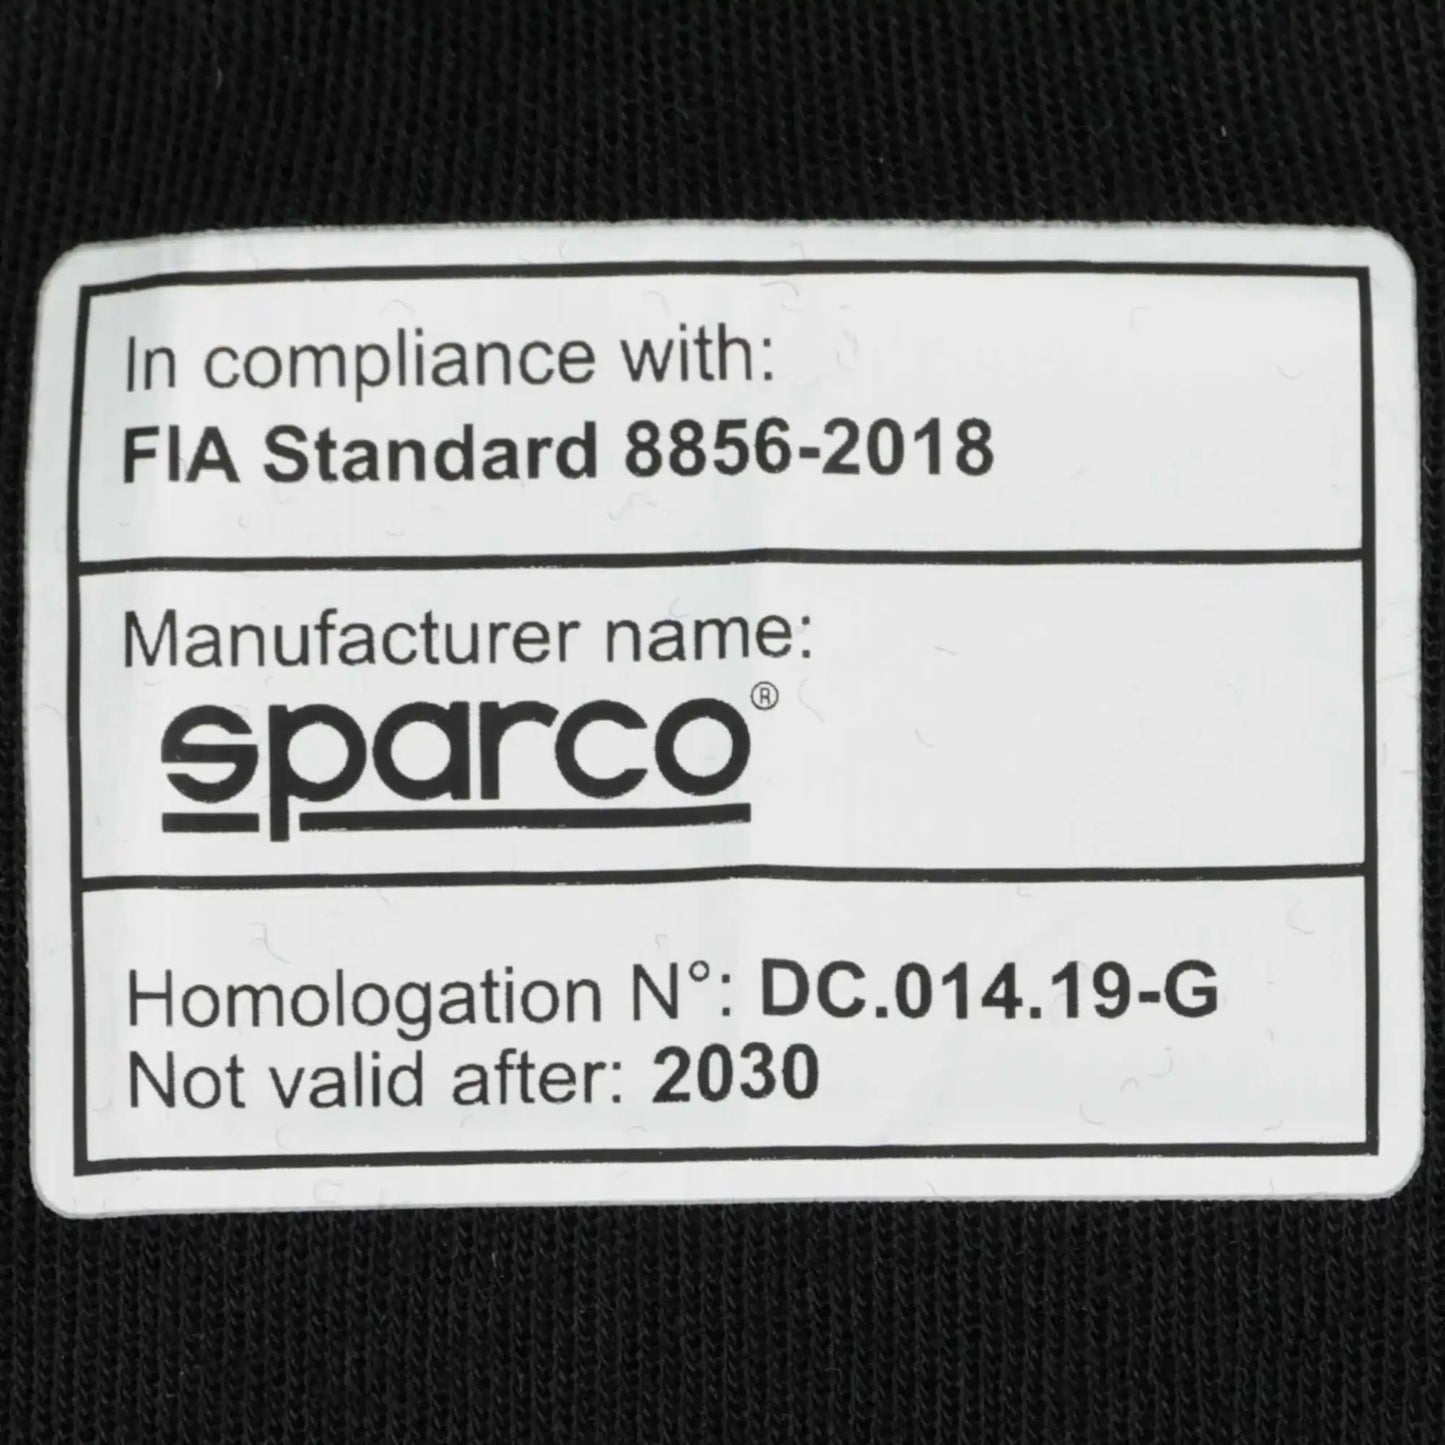 In compliance with:
FIA Standard 8856-2018
Manufacturer name:
sparco®
Homologation N°: DC.014.19-G
Not valid after: 2030